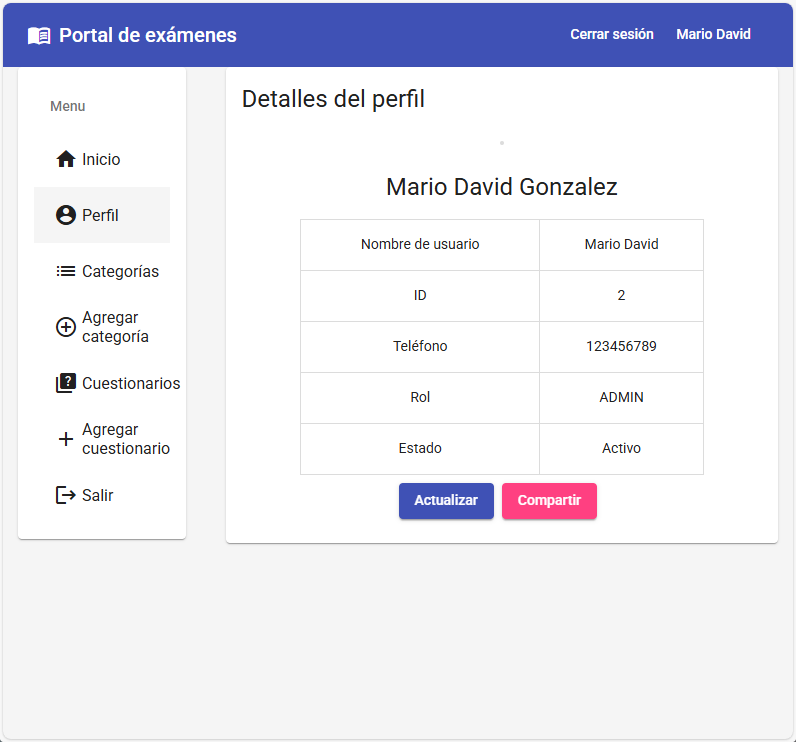 Portal de exámenes
Cerrar sesión
Mario David
Menu
Inicio
Perfil
Categorías
Agregar
categoría
Cuestionarios
Agregar
cuestionario
Salir
Detalles del perfil
Mario David Gonzalez
Nombre de usuario Mario David
ID 2
Teléfono 123456789
Rol ADMIN
Estado Activo
Actualizar Compartir